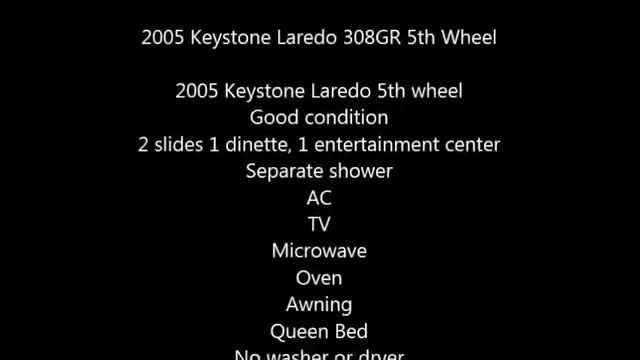 2005 Keystone Laredo 308GR 5th Wheel
2005 Keystone Laredo 5th wheel
Good condition
2 slides 1 dinette, 1 entertainment center
Separate shower
AC
TV
Microwave
Oven
Awning
Queen Bed
No washer or dryer